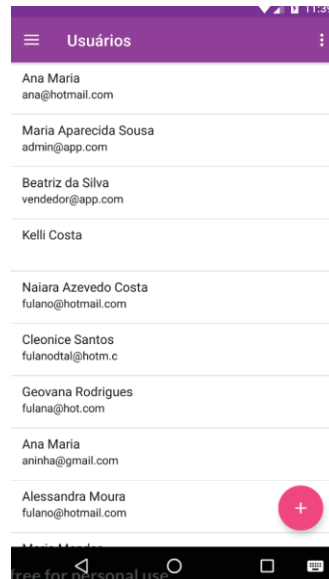 11:39
Usuários
Ana Maria
ana@hotmail.com
Maria Aparecida Sousa
admin@app.com
Beatriz da Silva
vendedor@app.com
Kelli Costa
Naiara Azevedo Costa
fulano@hotmail.com
Cleonice Santos
fulanodtal@hotm.c
Geovana Rodrigues
fulana@hot.com
Ana Maria
aninha@gmail.com
Alessandra Moura
fulano@hotmail.com
free for personal use